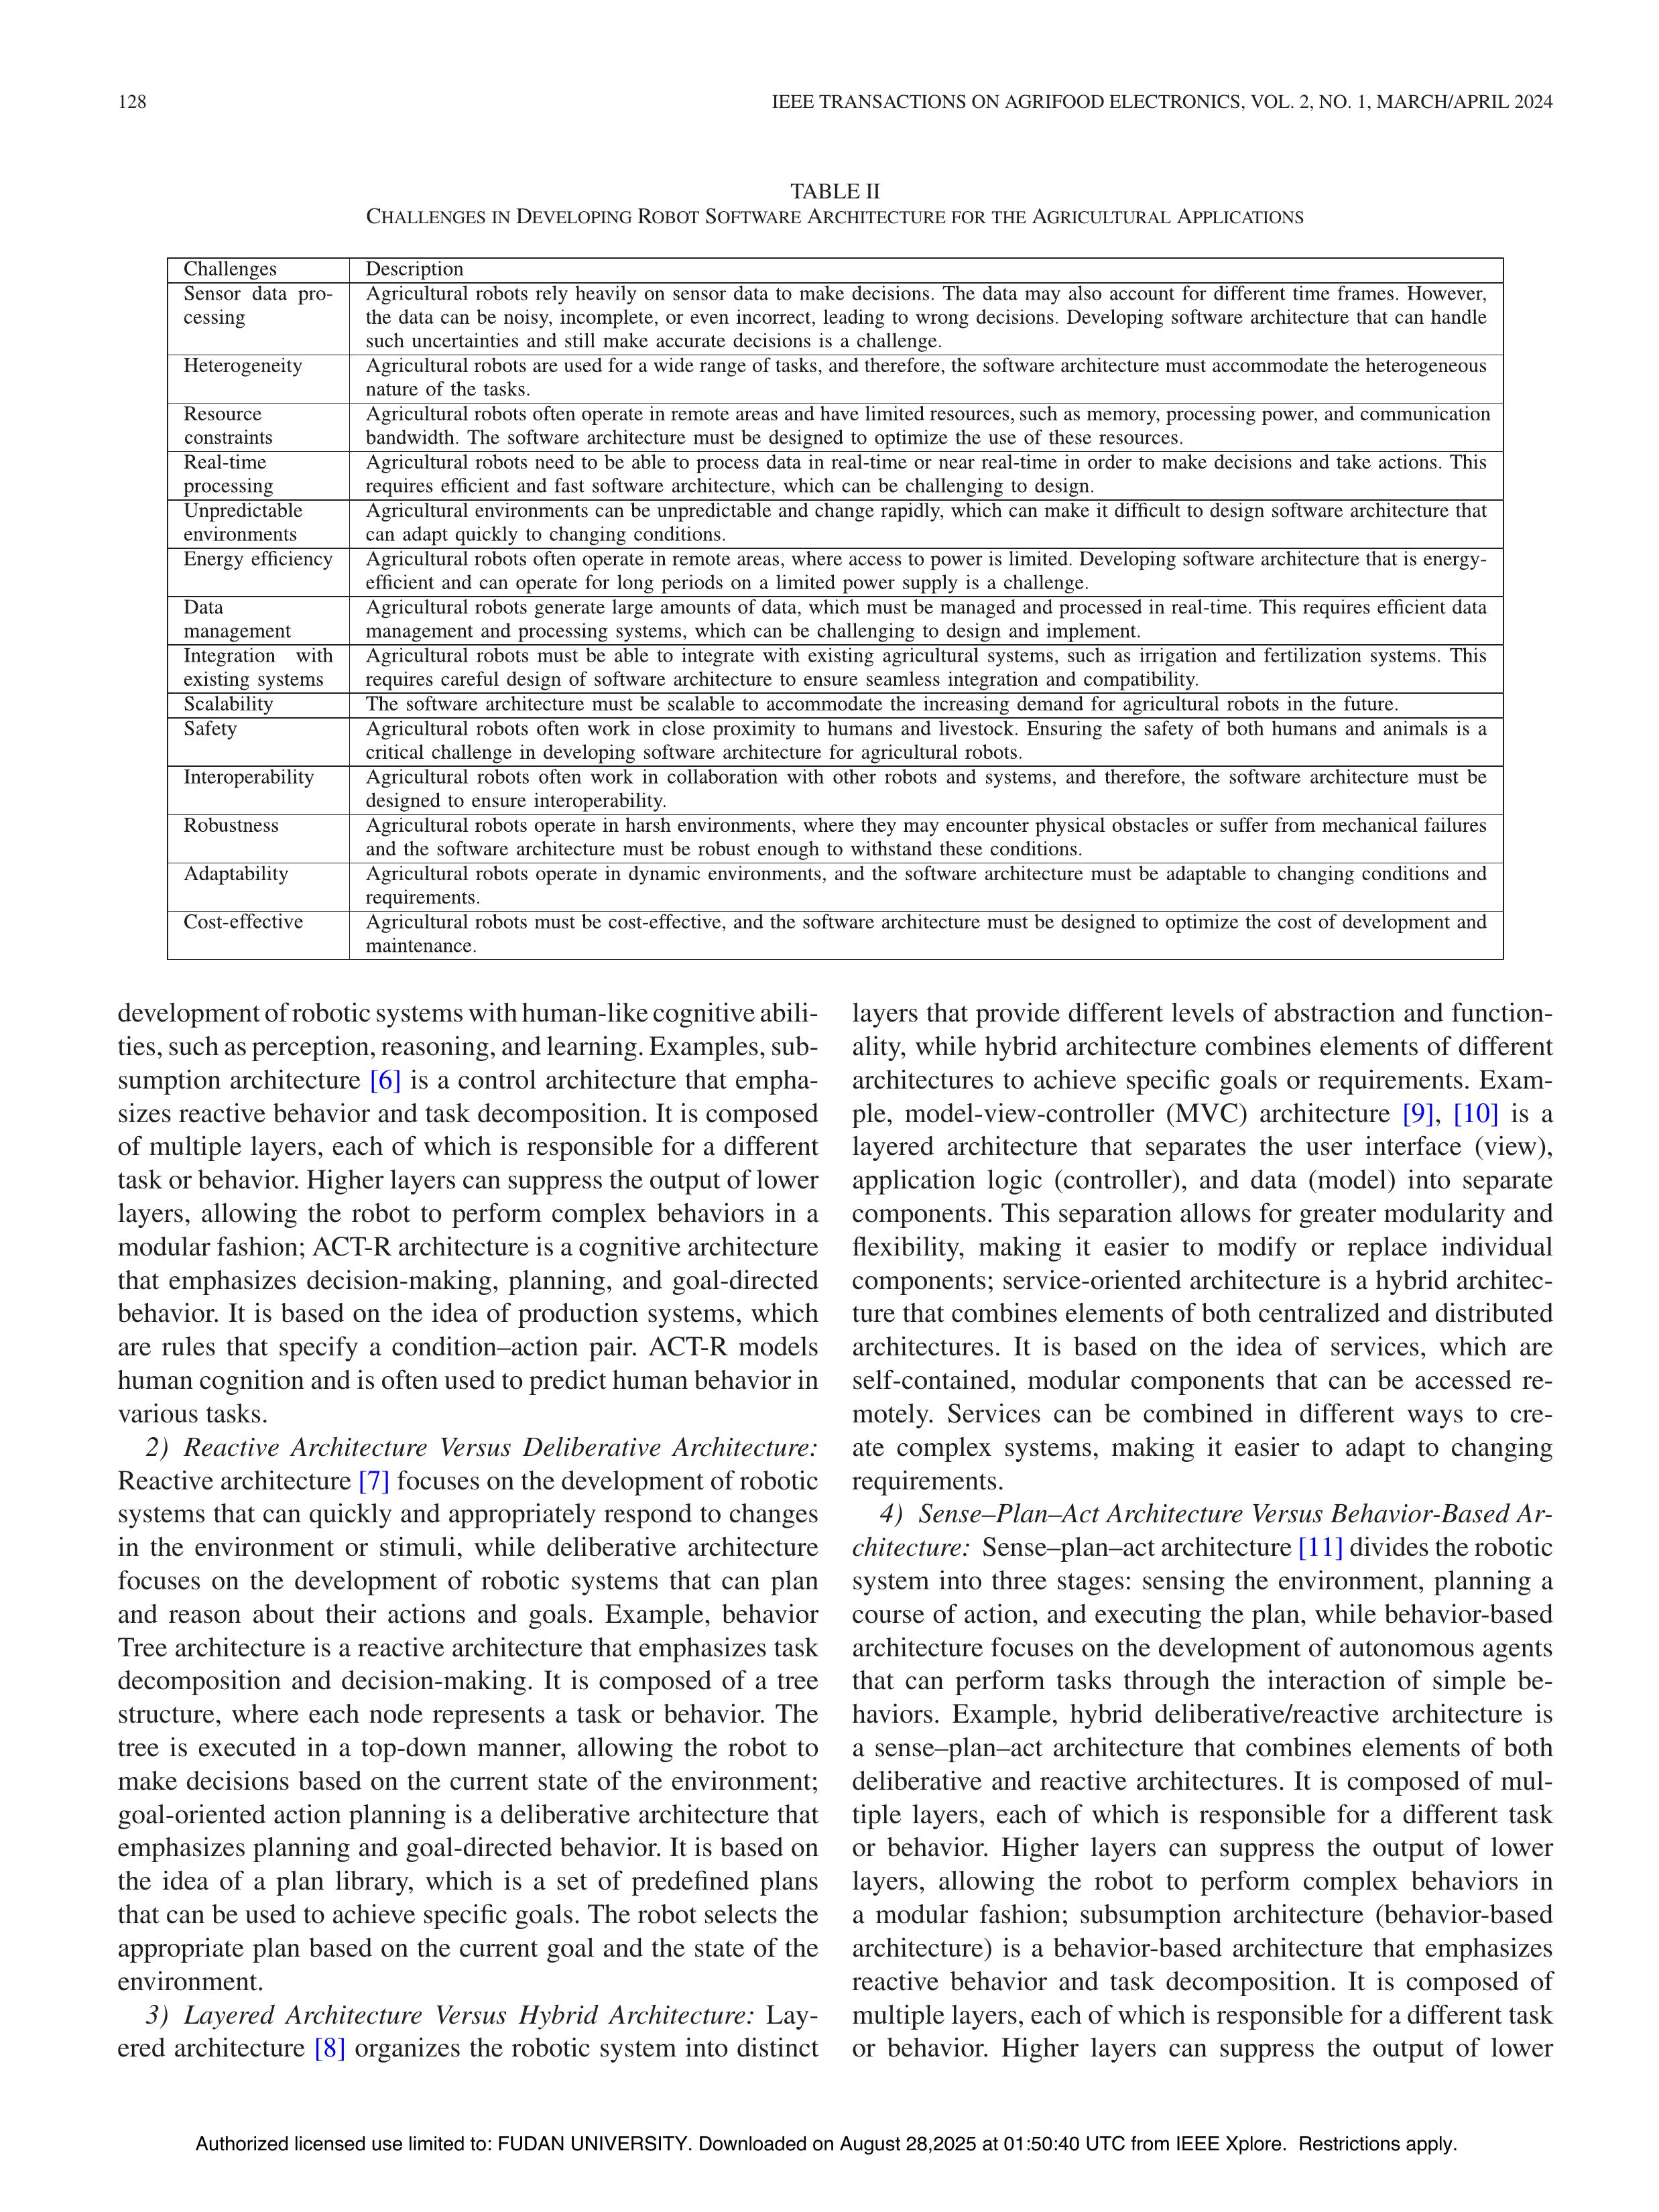 128
IEEE TRANSACTIONS ON AGRIFOOD ELECTRONICS, VOL. 2, NO. 1, MARCH/APRIL 2024
TABLE II
CHALLENGES IN DEVELOPING ROBOT SOFTWARE ARCHITECTURE FOR THE AGRICULTURAL APPLICATIONS
Challenges
Description
Sensor data pro-
cessing
Agricultural robots rely heavily on sensor data to make decisions. The data may also account for different time frames. However,
the data can be noisy, incomplete, or even incorrect, leading to wrong decisions. Developing software architecture that can handle
such uncertainties and still make accurate decisions is a challenge.
Heterogeneity
Agricultural robots are used for a wide range of tasks, and therefore, the software architecture must accommodate the heterogeneous
nature of the tasks.
Resource
constraints
Agricultural robots often operate in remote areas and have limited resources, such as memory, processing power, and communication
bandwidth. The software architecture must be designed to optimize the use of these resources.
Real-time
processing
Agricultural robots need to be able to process data in real-time or near real-time in order to make decisions and take actions. This
requires efficient and fast software architecture, which can be challenging to design.
Unpredictable
environments
Agricultural environments can be unpredictable and change rapidly, which can make it difficult to design software architecture that
can adapt quickly to changing conditions.
Energy efficiency
Agricultural robots often operate in remote areas, where access to power is limited. Developing software architecture that is energy-
efficient and can operate for long periods on a limited power supply is a challenge.
Data
management
Agricultural robots generate large amounts of data, which must be managed and processed in real-time. This requires efficient data
management and processing systems, which can be challenging to design and implement.
Integration with
existing systems
Agricultural robots must be able to integrate with existing agricultural systems, such as irrigation and fertilization systems. This
requires careful design of software architecture to ensure seamless integration and compatibility.
Scalability
The software architecture must be scalable to accommodate the increasing demand for agricultural robots in the future.
Safety
Agricultural robots often work in close proximity to humans and livestock. Ensuring the safety of both humans and animals is a
critical challenge in developing software architecture for agricultural robots.
Interoperability
Agricultural robots often work in collaboration with other robots and systems, and therefore, the software architecture must be
designed to ensure interoperability.
Robustness
Agricultural robots operate in harsh environments, where they may encounter physical obstacles or suffer from mechanical failures
and the software architecture must be robust enough to withstand these conditions.
Adaptability
Agricultural robots operate in dynamic environments, and the software architecture must be adaptable to changing conditions and
requirements.
Cost-effective
Agricultural robots must be cost-effective, and the software architecture must be designed to optimize the cost of development and
maintenance.
development of robotic systems with human-like cognitive abili-
ties, such as perception, reasoning, and learning. Examples, sub-
sumption architecture [6] is a control architecture that empha-
sizes reactive behavior and task decomposition. It is composed
of multiple layers, each of which is responsible for a different
task or behavior. Higher layers can suppress the output of lower
layers, allowing the robot to perform complex behaviors in a
modular fashion; ACT-R architecture is a cognitive architecture
that emphasizes decision-making, planning, and goal-directed
behavior. It is based on the idea of production systems, which
are rules that specify a condition–action pair. ACT-R models
human cognition and is often used to predict human behavior in
various tasks.
2) Reactive Architecture Versus Deliberative Architecture:
Reactive architecture [7] focuses on the development of robotic
systems that can quickly and appropriately respond to changes
in the environment or stimuli, while deliberative architecture
focuses on the development of robotic systems that can plan
and reason about their actions and goals. Example, behavior
Tree architecture is a reactive architecture that emphasizes task
decomposition and decision-making. It is composed of a tree
structure, where each node represents a task or behavior. The
tree is executed in a top-down manner, allowing the robot to
make decisions based on the current state of the environment;
goal-oriented action planning is a deliberative architecture that
emphasizes planning and goal-directed behavior. It is based on
the idea of a plan library, which is a set of predefined plans
that can be used to achieve specific goals. The robot selects the
appropriate plan based on the current goal and the state of the
environment.
3) Layered Architecture Versus Hybrid Architecture: Lay-
ered architecture [8] organizes the robotic system into distinct
layers that provide different levels of abstraction and function-
ality, while hybrid architecture combines elements of different
architectures to achieve specific goals or requirements. Exam-
ple, model-view-controller (MVC) architecture [9], [10] is a
layered architecture that separates the user interface (view),
application logic (controller), and data (model) into separate
components. This separation allows for greater modularity and
flexibility, making it easier to modify or replace individual
components; service-oriented architecture is a hybrid architec-
ture that combines elements of both centralized and distributed
architectures. It is based on the idea of services, which are
self-contained, modular components that can be accessed re-
motely. Services can be combined in different ways to cre-
ate complex systems, making it easier to adapt to changing
requirements.
4) Sense–Plan–Act Architecture Versus Behavior-Based Ar-
chitecture: Sense–plan–act architecture [11] divides the robotic
system into three stages: sensing the environment, planning a
course of action, and executing the plan, while behavior-based
architecture focuses on the development of autonomous agents
that can perform tasks through the interaction of simple be-
haviors. Example, hybrid deliberative/reactive architecture is
a sense–plan–act architecture that combines elements of both
deliberative and reactive architectures. It is composed of mul-
tiple layers, each of which is responsible for a different task
or behavior. Higher layers can suppress the output of lower
layers, allowing the robot to perform complex behaviors in
a modular fashion; subsumption architecture (behavior-based
architecture) is a behavior-based architecture that emphasizes
reactive behavior and task decomposition. It is composed of
multiple layers, each of which is responsible for a different task
or behavior. Higher layers can suppress the output of lower
Authorized licensed use limited to: FUDAN UNIVERSITY. Downloaded on August 28,2025 at 01:50:40 UTC from IEEE Xplore. Restrictions apply.